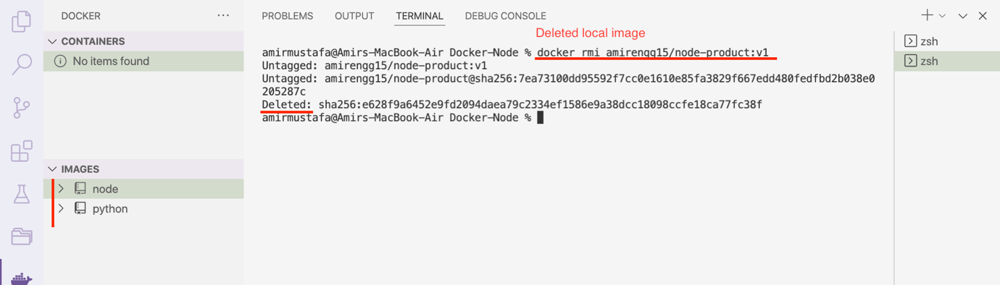 DOCKER
PROBLEMS OUTPUT TERMINAL DEBUG CONSOLE
CONTAINERS
No items found
Deleted local image
amirmustafa@Amirs-MacBook-Air Docker-Node % docker rmi amirengg15/node-product:v1
Untagged: amirengg15/node-product:v1
Untagged: amirengg15/node-product@sha256:7ea73100dd95592f7cc0e1610e85fa3829f667edd480fedfbd2b038e0
205287c
Deleted: sha256:e628f9a6452e9fd2094daea79c2334ef1586e9a38dcc18098ccfe18ca77fc38f
amirmustafa@Amirs-MacBook-Air Docker-Node %
zsh
zsh
IMAGES
node
python